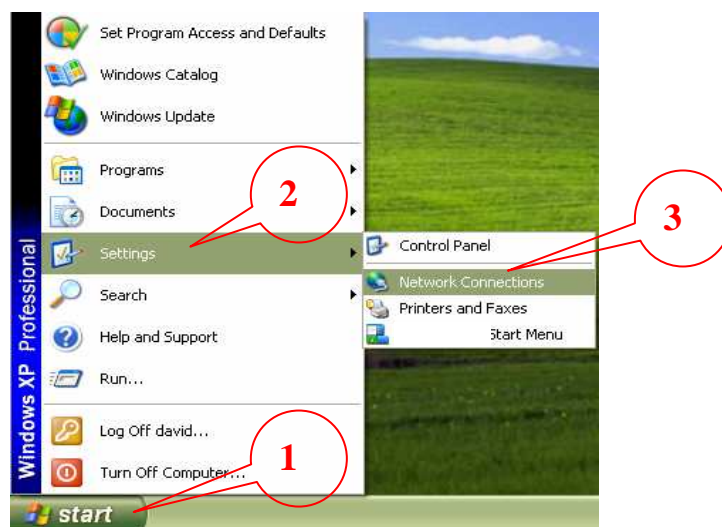 Set Program Access and Defaults
Windows Catalog
Windows Update
Programs
2
Documents
3
Settings
Control Panel
Network Connections
Search
Printers and Faxes
Start Menu
Help and Support
Run...
Log Off david...
1
Turn Off Computer...
Windows XP Professional
start